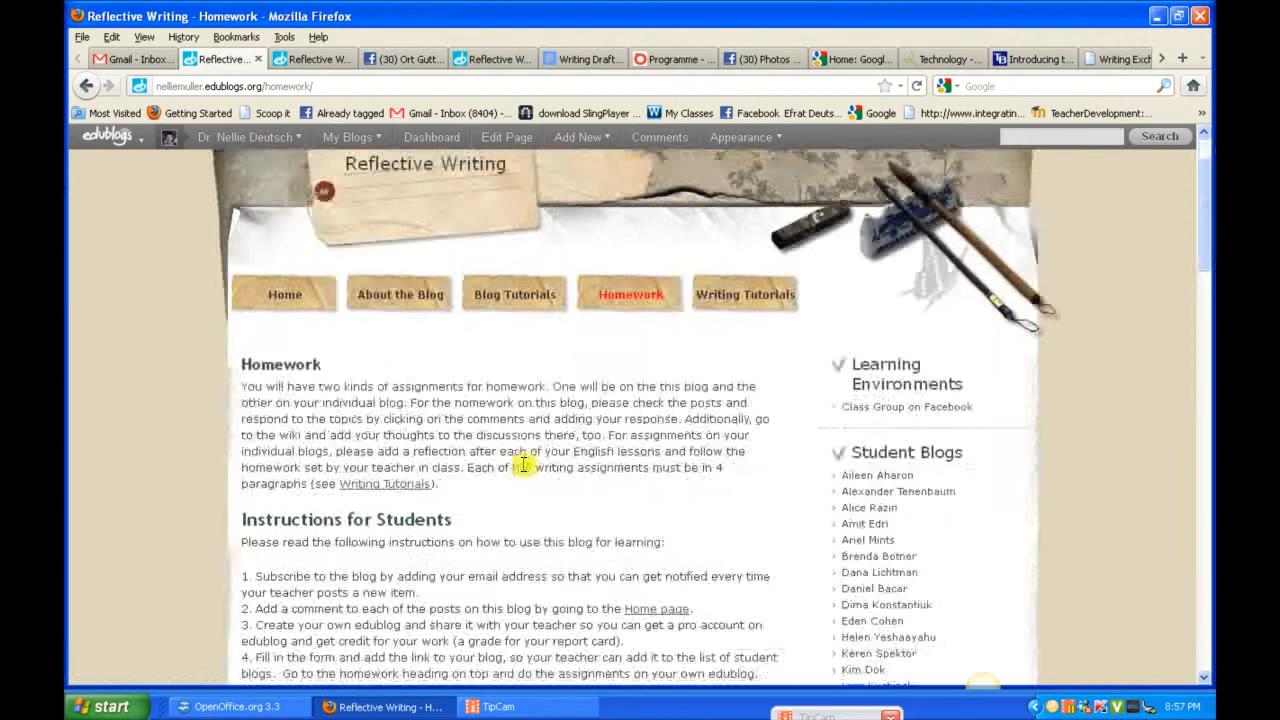 Reflective Writing - Homework - Mozilla Firefox
File Edit View History Bookmarks Tools Help
Gmail - Inbox... Reflective... Reflective W... (30) Ort Gutt... Reflective W... Writing Draft... Programme - ... (30) Photos ... Home: Googl... Technology - ... Introducing t... Writing Exch
nelliemuller.edublogs.org/homework/ Google
Most Visited Getting Started Scoop it Already tagged Gmail - Inbox (8404) - ... download SlingPlayer ... My Classes Facebook Efrat Deuts... Google http://www.integratin... TeacherDevelopment:...
edublogs Dr. Nellie Deutsch My Blogs Dashboard Edit Page Add New Comments Appearance Search
Reflective Writing
Home About the Blog Blog Tutorials Homework Writing Tutorials
Homework
You will have two kinds of assignments for homework. One will be on the this blog and the
other on your individual blog. For the homework on this blog, please check the posts and
respond to the topics by clicking on the comments and adding your response. Additionally, go
to the wiki and add your thoughts to the discussions there, too. For assignments on your
individual blogs, please add a reflection after each of your English lessons and follow the
homework set by your teacher in class. Each of writing assignments must be in 4
paragraphs (see Writing Tutorials).
Instructions for Students
Please read the following instructions on how to use this blog for learning:
1. Subscribe to the blog by adding your email address so that you can get notified every time
your teacher posts a new item.
2. Add a comment to each of the posts on this blog by going to the Home page.
3. Create your own edublog and share it with your teacher so you can get a pro account on
edublog and get credit for your work (a grade for your report card).
4. Fill in the form and add the link to your blog, so your teacher can add it to the list of student
blogs. Go to the homework heading on top and do the assignments on your own edublog,
Learning
Environments
Class Group on Facebook
Student Blogs
Aileen Aharon
Alexander Tenenbaum
Alice Razin
Amit Edri
Ariel Mints
Brenda Botner
Dana Lichtman
Daniel Bacar
Dima Konstantiuk
Eden Cohen
Helen Yeshaayahu
Keren Spektor
Kim Dok
start OpenOffice.org 3.3 Reflective Writing - H... TipCam 8:57 PM
TipCam